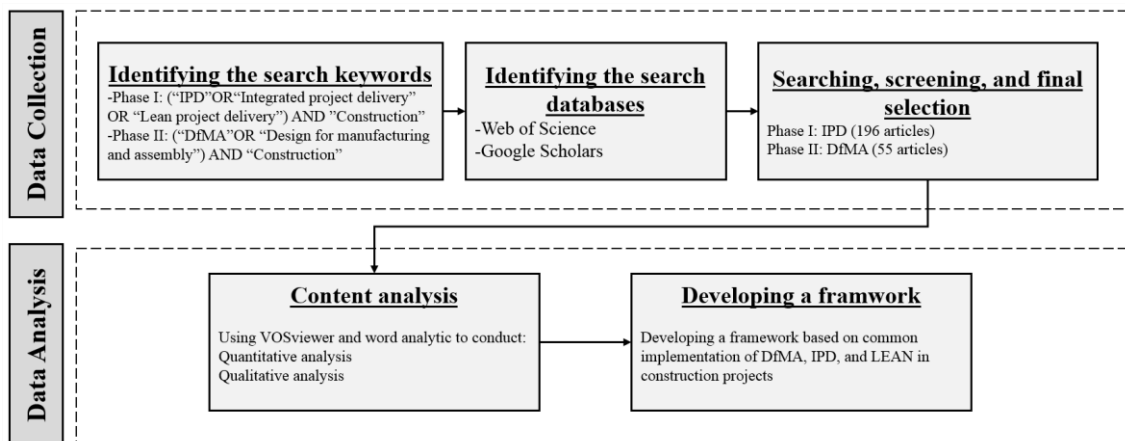 Data Collection
Identifying the search keywords
-Phase I: (“IPD”OR“Integrated project delivery”
OR “Lean project delivery”) AND ”Construction”
-Phase II: (“DfMA”OR “Design for manufacturing
and assembly”) AND “Construction”
Identifying the search
databases
-Web of Science
-Google Scholars
Searching, screening, and final
selection
Phase I: IPD (196 articles)
Phase II: DfMA (55 articles)
Data Analysis
Content analysis
Using VOSviewer and word analytic to conduct:
Quantitative analysis
Qualitative analysis
Developing a framwork
Developing a framework based on common
implementation of DfMA, IPD, and LEAN in
construction projects